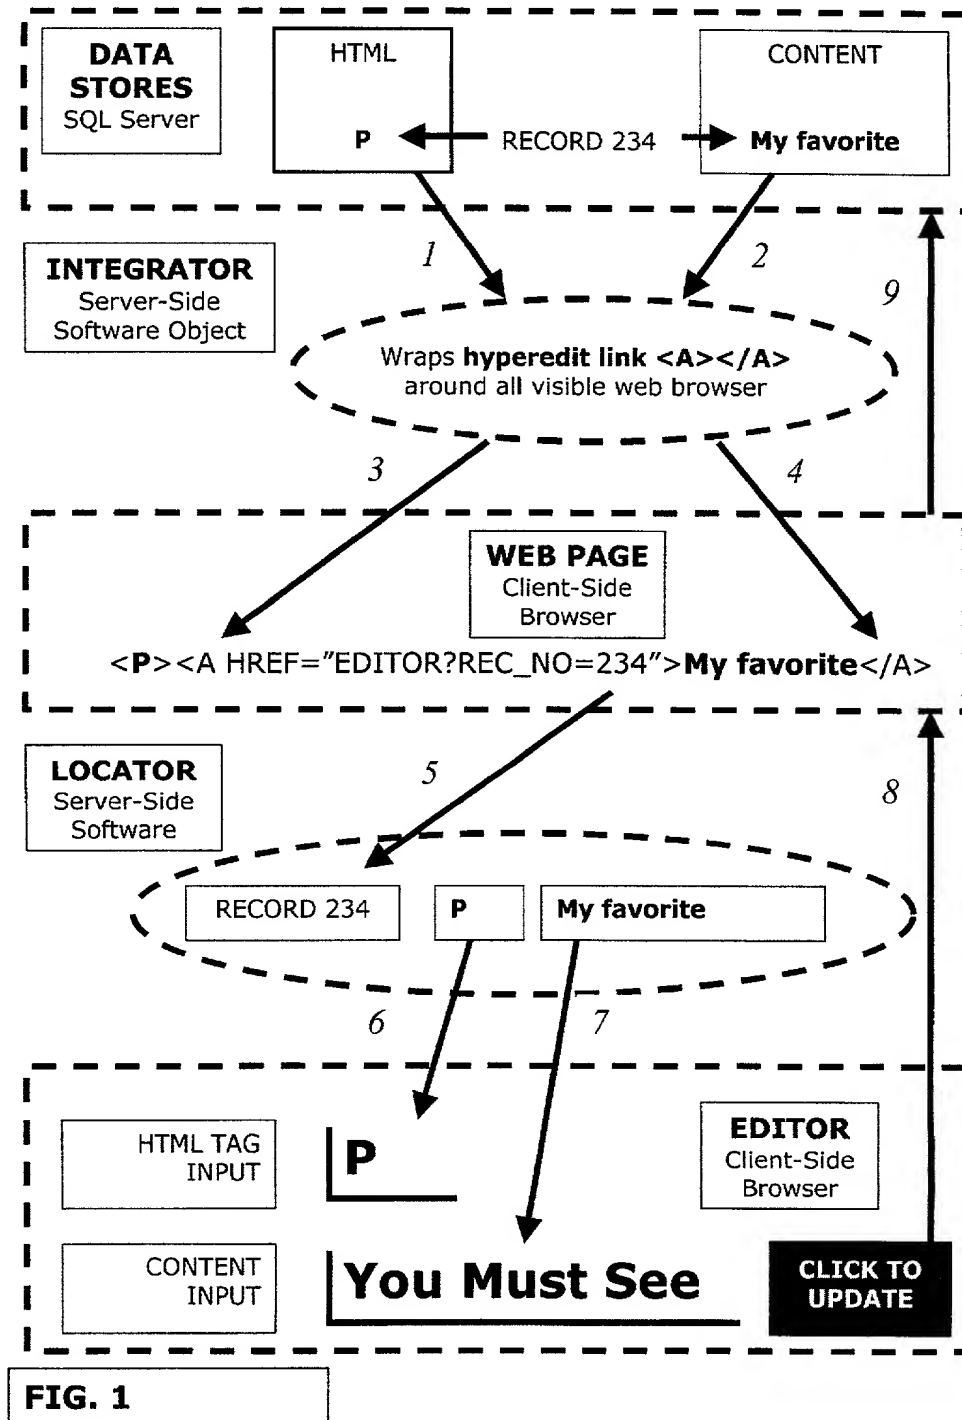 DATA
STORES
SQL Server
HTML
P
RECORD 234
CONTENT
My favorite
INTEGRATOR
Server-Side
Software Object
1
2
9
Wraps hyperedit link <A></A>
around all visible web browser
3
4
WEB PAGE
Client-Side
Browser
<P><A HREF="EDITOR?REC_NO=234">My favorite</A>
LOCATOR
Server-Side
Software
5
8
RECORD 234
P
My favorite
6
7
HTML TAG
INPUT
P
EDITOR
Client-Side
Browser
CONTENT
INPUT
You Must See
CLICK TO
UPDATE
FIG. 1